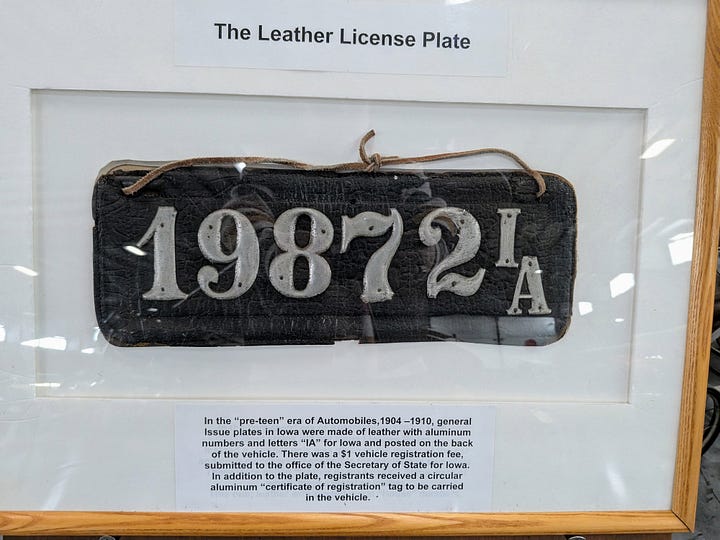 The Leather License Plate
19872 IA
In the “pre-teen” era of Automobiles,1904 –1910, general
Issue plates in Iowa were made of leather with aluminum
numbers and letters “IA” for Iowa and posted on the back
of the vehicle. There was a $1 vehicle registration fee,
submitted to the office of the Secretary of State for Iowa.
In addition to the plate, registrants received a circular
aluminum “certificate of registration” tag to be carried
in the vehicle.